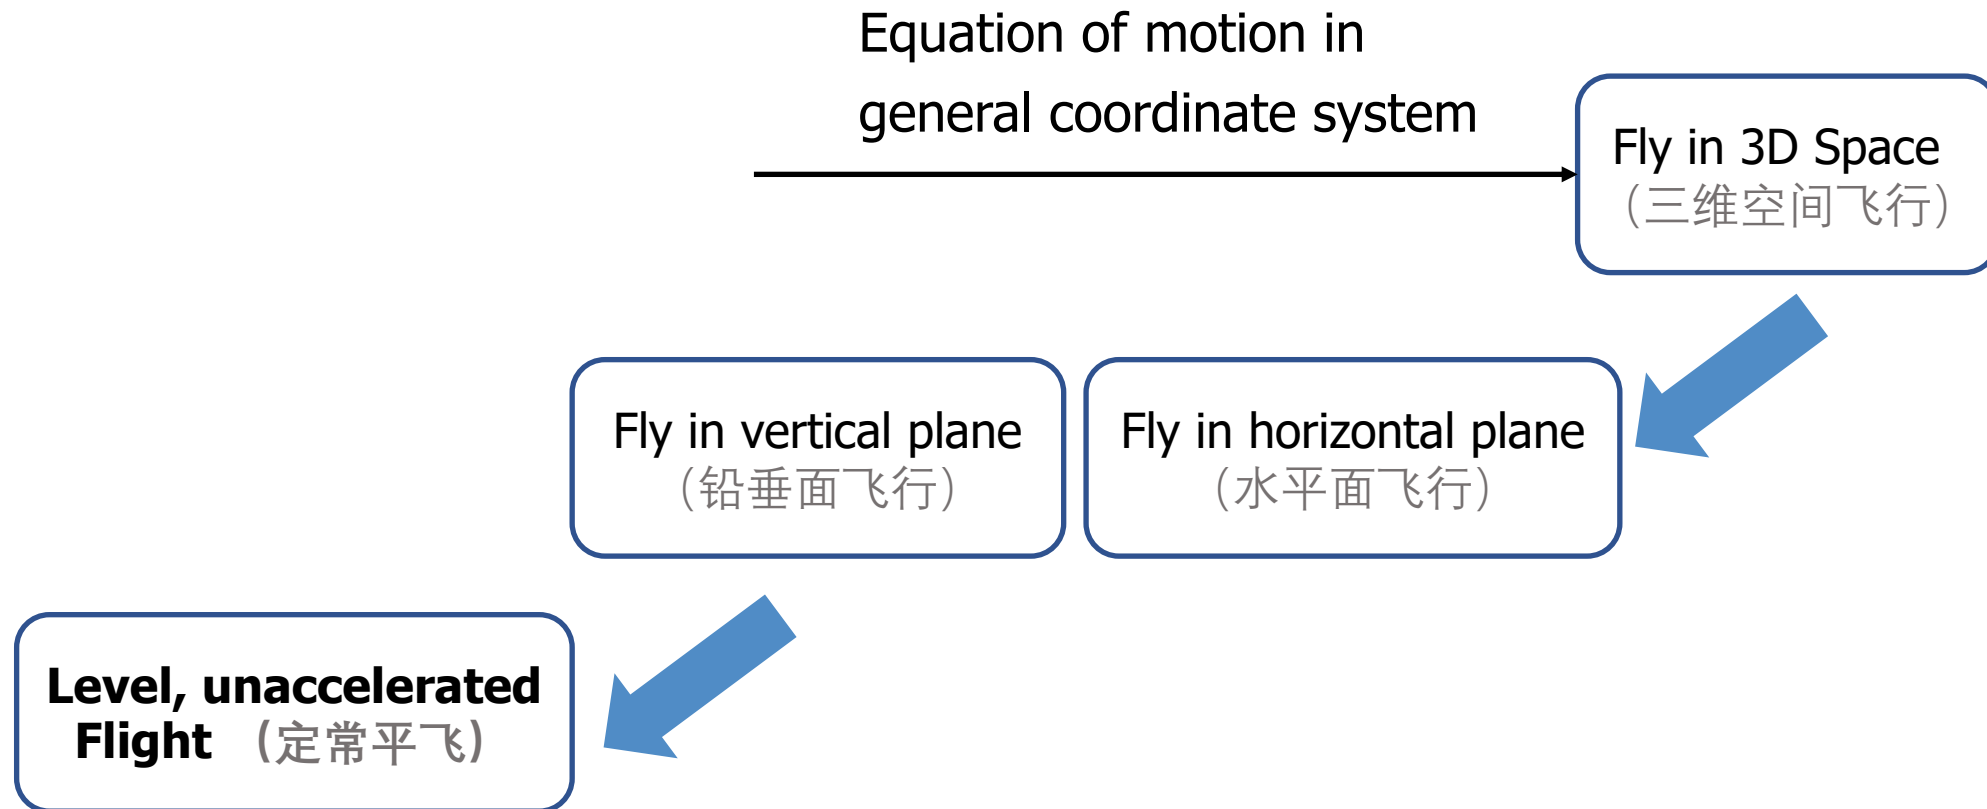 Equation of motion in
general coordinate system
Fly in 3D Space
（三维空间飞行）
Fly in vertical plane
（铅垂面飞行）
Fly in horizontal plane
（水平面飞行）
Level, unaccelerated
Flight （定常平飞）